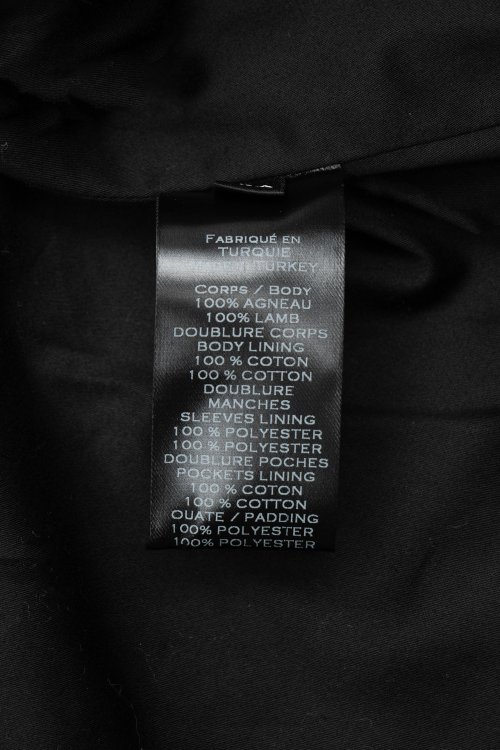 FABRIQUÉ EN
TURQUIE
TURKEY
CORPS / BODY
100% AGNEAU
100% LAMB
DOUBLURE CORPS
BODY LINING
100 % COTON
100 % COTTON
DOUBLURE
MANCHES
SLEEVES LINING
100 % POLYESTER
100 % POLYESTER
DOUBLURE POCHES
POCKETS LINING
100 % COTON
100 % COTTON
OUATE / PADDING
100% POLYESTER
100% POLYESTER